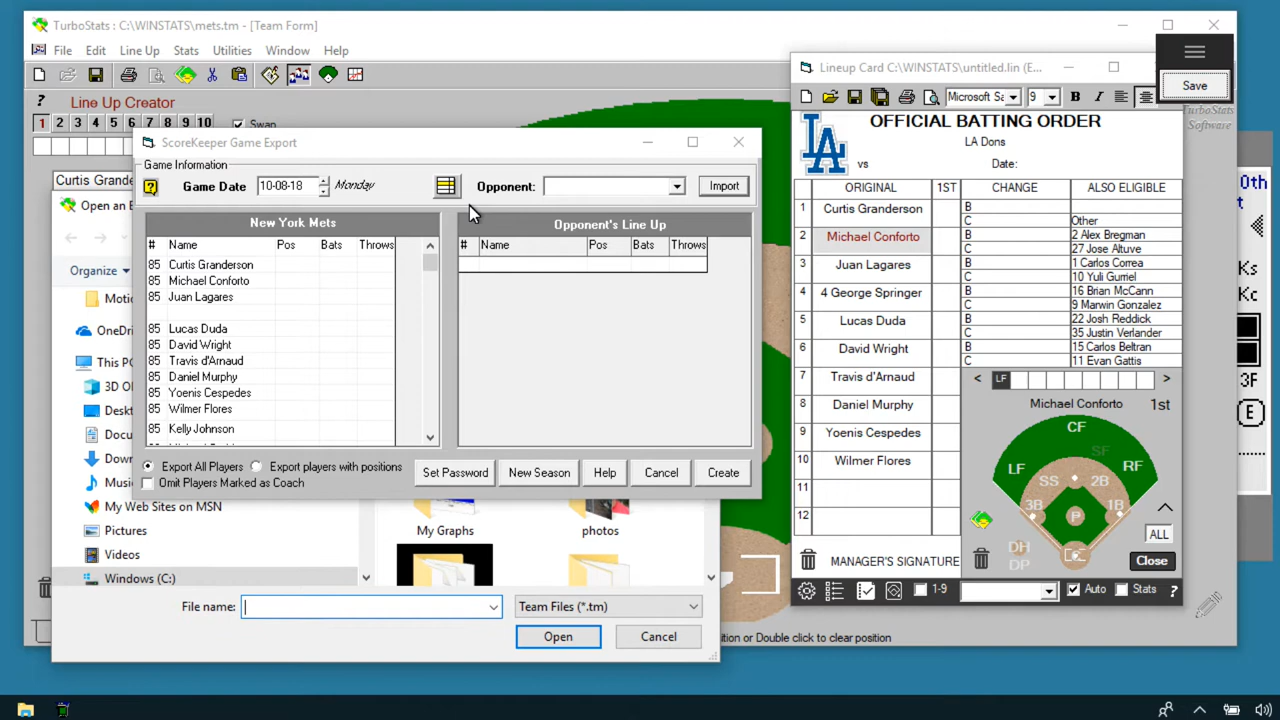 TurboStats : C:\WINSTATS\mets.tm - [Team Form]
File Edit Line Up Stats Utilities Window Help
? Line Up Creator
1 2 3 4 5 6 7 8 9 10 Swap
Curtis Grande
Open an E
Organize
Motio
OneDri
This PC
3D O
Deskt
Docu
Down
Music
My Web Sites on MSN
Pictures
Videos
Windows (C:)
ScoreKeeper Game Export
Game Information
? Game Date 10-08-18 Monday Opponent: Import
New York Mets
# Name Pos Bats Throws
85 Curtis Granderson
85 Michael Conforto
85 Juan Lagares
85 Lucas Duda
85 David Wright
85 Travis d'Arnaud
85 Daniel Murphy
85 Yoenis Cespedes
85 Wilmer Flores
85 Kelly Johnson
Opponent's Line Up
# Name Pos Bats Throws
Export All Players Export players with positions
Omit Players Marked as Coach
Set Password New Season Help Cancel Create
My Graphs photos
File name: Team Files (*.tm)
Open Cancel
ition or Double click to clear position
Lineup Card C:\WINSTATS\untitled.lin (E...
Save
TurboStats
Software
Microsoft Sa 9 B I
OFFICIAL BATTING ORDER
LA Dons
LA
vs Date:
ORIGINAL 1ST CHANGE ALSO ELIGIBLE
1 Curtis Granderson B
C Other
2 Michael Conforto B 2 Alex Bregman
C 27 Jose Altuve
3 Juan Lagares B 1 Carlos Correa
C 10 Yuli Gurriel
4 4 George Springer B 16 Brian McCann
C 9 Marwin Gonzalez
5 Lucas Duda B 22 Josh Reddick
C 35 Justin Verlander
6 David Wright B 15 Carlos Beltran
C 11 Evan Gattis
7 Travis d'Arnaud
8 Daniel Murphy
9 Yoenis Cespedes
10 Wilmer Flores
11
12
< LF >
Michael Conforto 1st
CF
SF
LF RF
SS 2B
3B P 1B
C
DH
DP
ALL
MANAGER'S SIGNATURE Close
1-9 Auto Stats ?
0th
t
Ks
Kc
3F
E